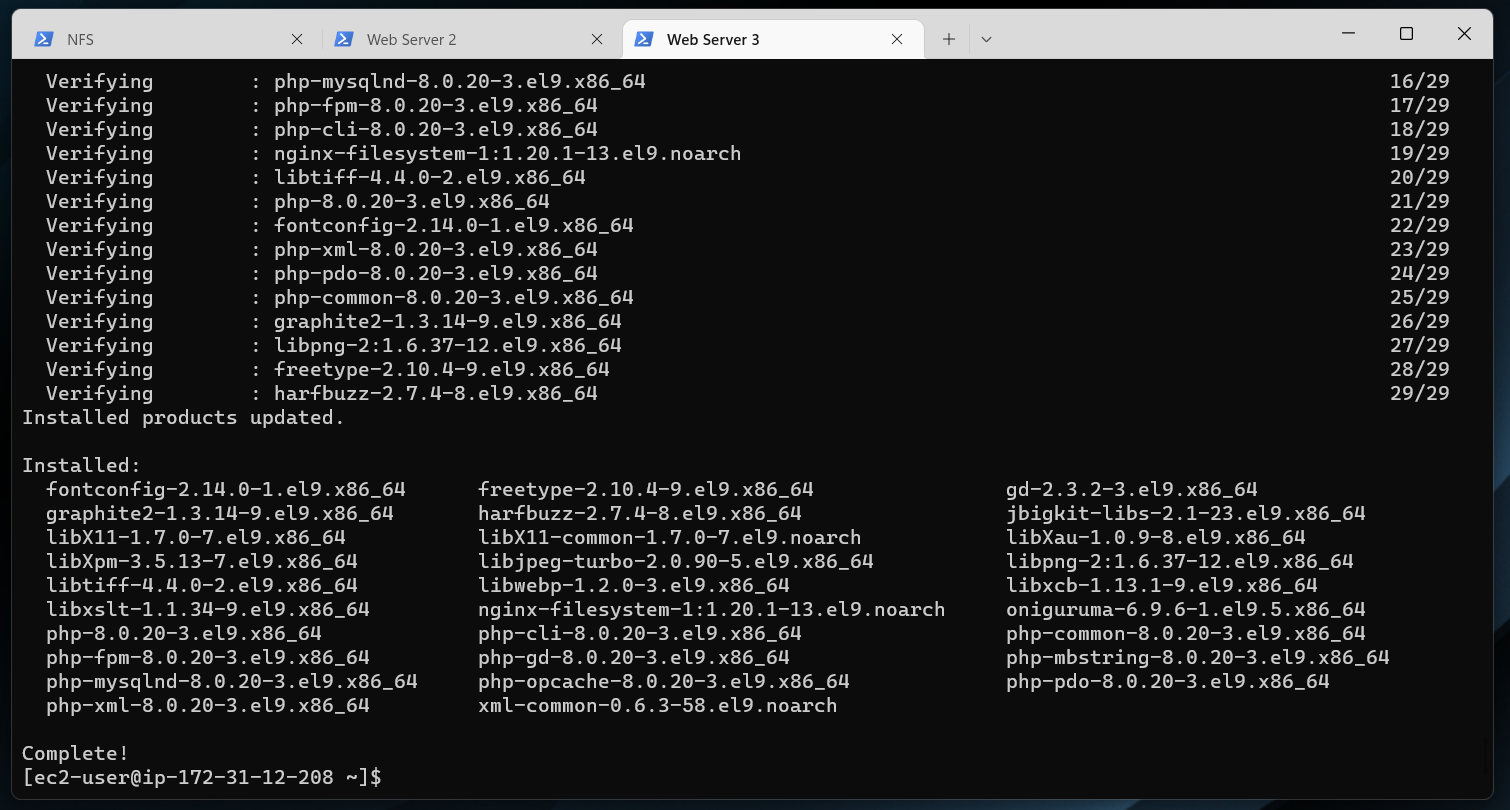 NFS Web Server 2 Web Server 3
Verifying : php-mysqlnd-8.0.20-3.el9.x86_64 16/29
Verifying : php-fpm-8.0.20-3.el9.x86_64 17/29
Verifying : php-cli-8.0.20-3.el9.x86_64 18/29
Verifying : nginx-filesystem-1:1.20.1-13.el9.noarch 19/29
Verifying : libtiff-4.4.0-2.el9.x86_64 20/29
Verifying : php-8.0.20-3.el9.x86_64 21/29
Verifying : fontconfig-2.14.0-1.el9.x86_64 22/29
Verifying : php-xml-8.0.20-3.el9.x86_64 23/29
Verifying : php-pdo-8.0.20-3.el9.x86_64 24/29
Verifying : php-common-8.0.20-3.el9.x86_64 25/29
Verifying : graphite2-1.3.14-9.el9.x86_64 26/29
Verifying : libpng-2:1.6.37-12.el9.x86_64 27/29
Verifying : freetype-2.10.4-9.el9.x86_64 28/29
Verifying : harfbuzz-2.7.4-8.el9.x86_64 29/29
Installed products updated.
Installed:
fontconfig-2.14.0-1.el9.x86_64 freetype-2.10.4-9.el9.x86_64 gd-2.3.2-3.el9.x86_64
graphite2-1.3.14-9.el9.x86_64 harfbuzz-2.7.4-8.el9.x86_64 jbigkit-libs-2.1-23.el9.x86_64
libX11-1.7.0-7.el9.x86_64 libX11-common-1.7.0-7.el9.noarch libXau-1.0.9-8.el9.x86_64
libXpm-3.5.13-7.el9.x86_64 libjpeg-turbo-2.0.90-5.el9.x86_64 libpng-2:1.6.37-12.el9.x86_64
libtiff-4.4.0-2.el9.x86_64 libwebp-1.2.0-3.el9.x86_64 libxcb-1.13.1-9.el9.x86_64
libxslt-1.1.34-9.el9.x86_64 nginx-filesystem-1:1.20.1-13.el9.noarch oniguruma-6.9.6-1.el9.5.x86_64
php-8.0.20-3.el9.x86_64 php-cli-8.0.20-3.el9.x86_64 php-common-8.0.20-3.el9.x86_64
php-fpm-8.0.20-3.el9.x86_64 php-gd-8.0.20-3.el9.x86_64 php-mbstring-8.0.20-3.el9.x86_64
php-mysqlnd-8.0.20-3.el9.x86_64 php-opcache-8.0.20-3.el9.x86_64 php-pdo-8.0.20-3.el9.x86_64
php-xml-8.0.20-3.el9.x86_64 xml-common-0.6.3-58.el9.noarch
Complete!
[ec2-user@ip-172-31-12-208 ~]$